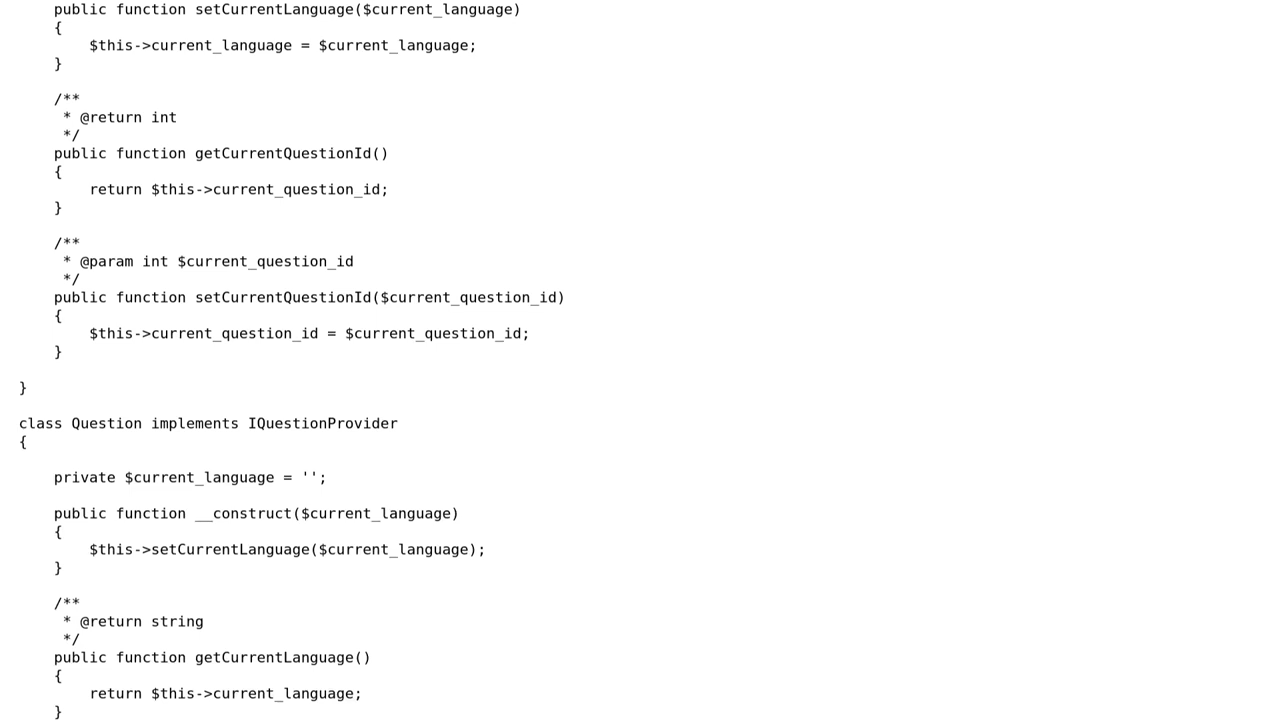 public function setCurrentLanguage($current_language)
    {
        $this->current_language = $current_language;
    }

    /**
     * @return int
     */
    public function getCurrentQuestionId()
    {
        return $this->current_question_id;
    }

    /**
     * @param int $current_question_id
     */
    public function setCurrentQuestionId($current_question_id)
    {
        $this->current_question_id = $current_question_id;
    }

}

class Question implements IQuestionProvider
{

    private $current_language = '';

    public function __construct($current_language)
    {
        $this->setCurrentLanguage($current_language);
    }

    /**
     * @return string
     */
    public function getCurrentLanguage()
    {
        return $this->current_language;
    }